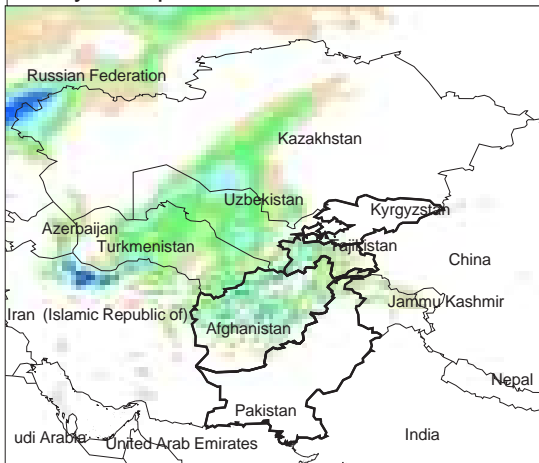 Russian Federation
Kazakhstan
Uzbekistan
Kyrgyzstan
Azerbaijan
Turkmenistan
Tajikistan
China
Jammu/Kashmir
Iran (Islamic Republic of)
Afghanistan
Nepal
Pakistan
udi Arabia
United Arab Emirates
India